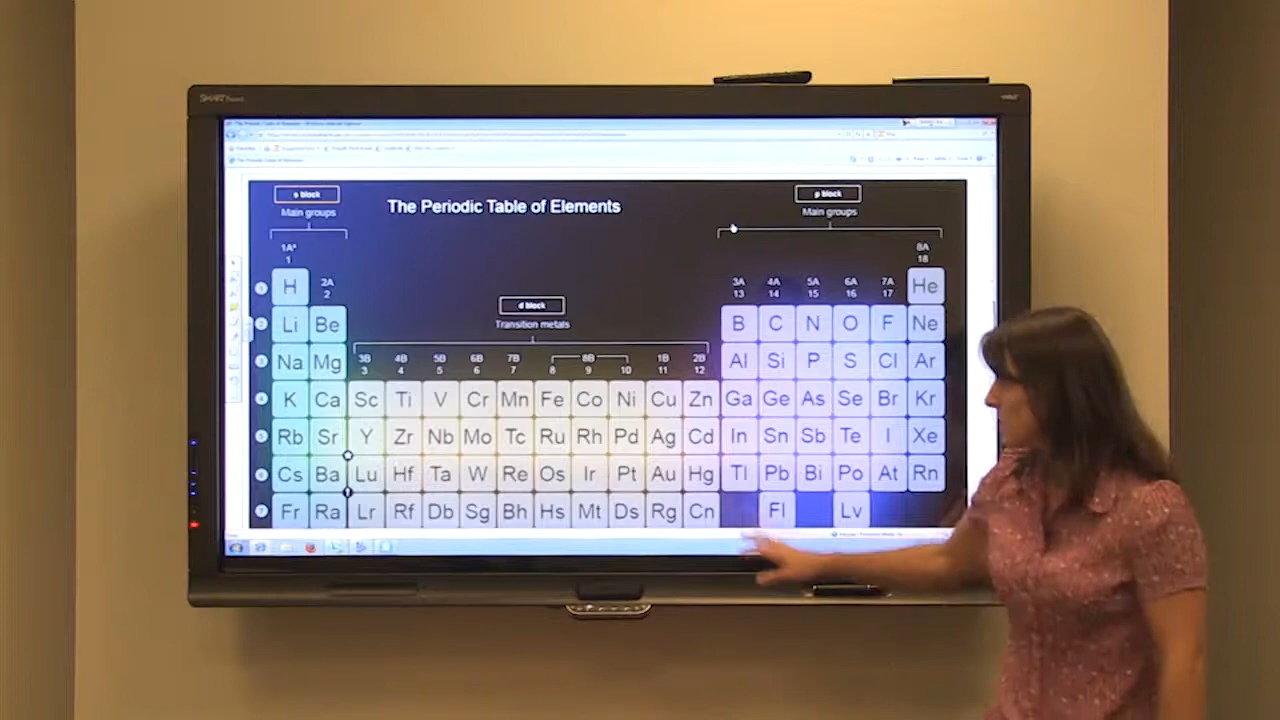 SMART Board
s block
p block
Main groups
The Periodic Table of Elements
Main groups
1A* 8A
1 18
H 2A 3A 4A 5A 6A 7A He
2 13 14 15 16 17
d block
Li Be B C N O F Ne
Transition metals
Na Mg 3B 4B 5B 6B 7B 8B 1B 2B Al Si P S Cl Ar
3 4 5 6 7 8 9 10 11 12
K Ca Sc Ti V Cr Mn Fe Co Ni Cu Zn Ga Ge As Se Br Kr
Rb Sr Y Zr Nb Mo Tc Ru Rh Pd Ag Cd In Sn Sb Te I Xe
Cs Ba Lu Hf Ta W Re Os Ir Pt Au Hg Tl Pb Bi Po At Rn
Fr Ra Lr Rf Db Sg Bh Hs Mt Ds Rg Cn Fl Lv